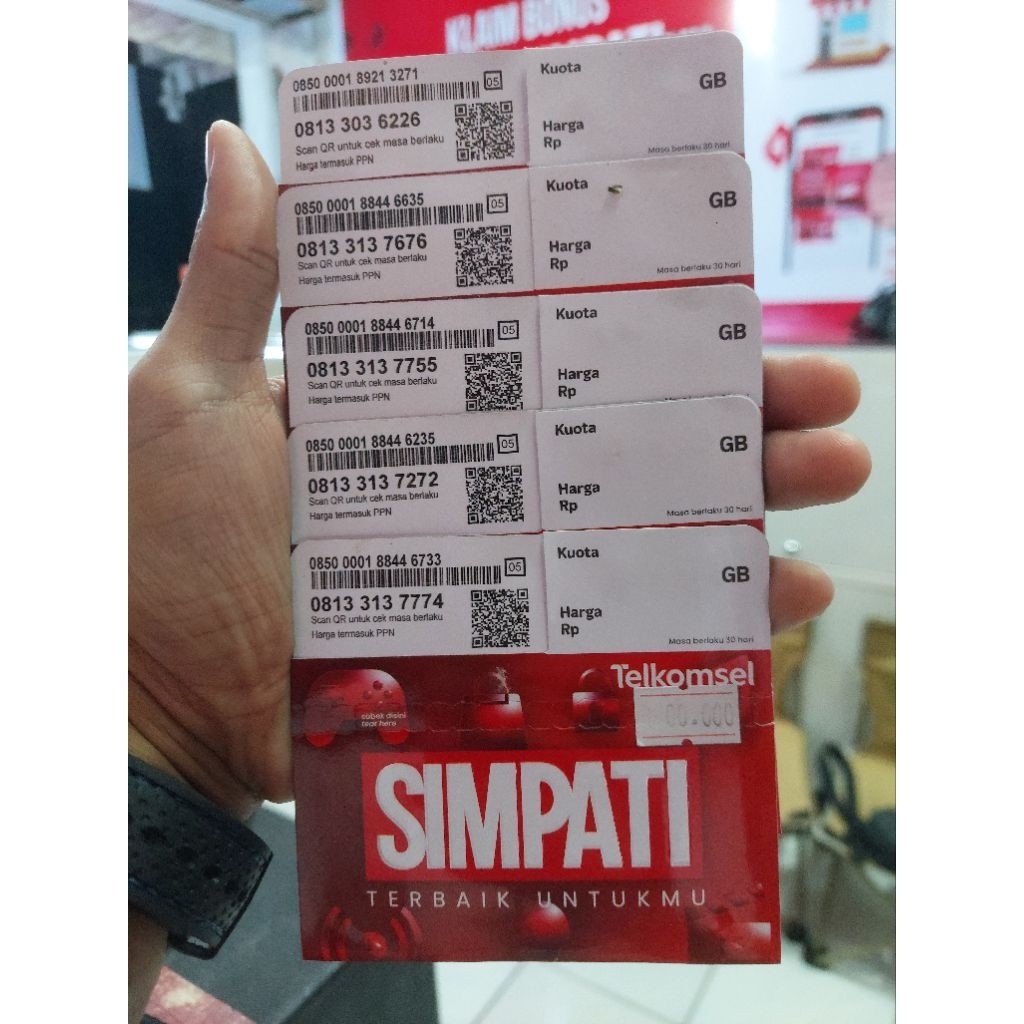 KLAIM BONUS
0850 0001 8921 3271
05
0813 303 6226
Scan QR untuk cek masa berlaku
Harga termasuk PPN
Kuota
GB
Harga
Rp
Masa berlaku 30 hari
0850 0001 8844 6635
05
0813 313 7676
Scan QR untuk cek masa berlaku
Harga termasuk PPN
Kuota
GB
Harga
Rp
Masa berlaku 30 hari
0850 0001 8844 6714
05
0813 313 7755
Scan QR untuk cek masa berlaku
Harga termasuk PPN
Kuota
GB
Harga
Rp
0850 0001 8844 6235
05
0813 313 7272
Scan QR untuk cek masa berlaku
Harga termasuk PPN
Kuota
GB
Harga
Rp
Masa berlaku 30 hari
0850 0001 8844 6733
05
0813 313 7774
Scan QR untuk cek masa berlaku
Harga termasuk PPN
Kuota
GB
Harga
Rp
Masa berlaku 30 hari
Telkomsel
sobek disini
tear here
SIMPATI
TERBAIK UNTUKMU